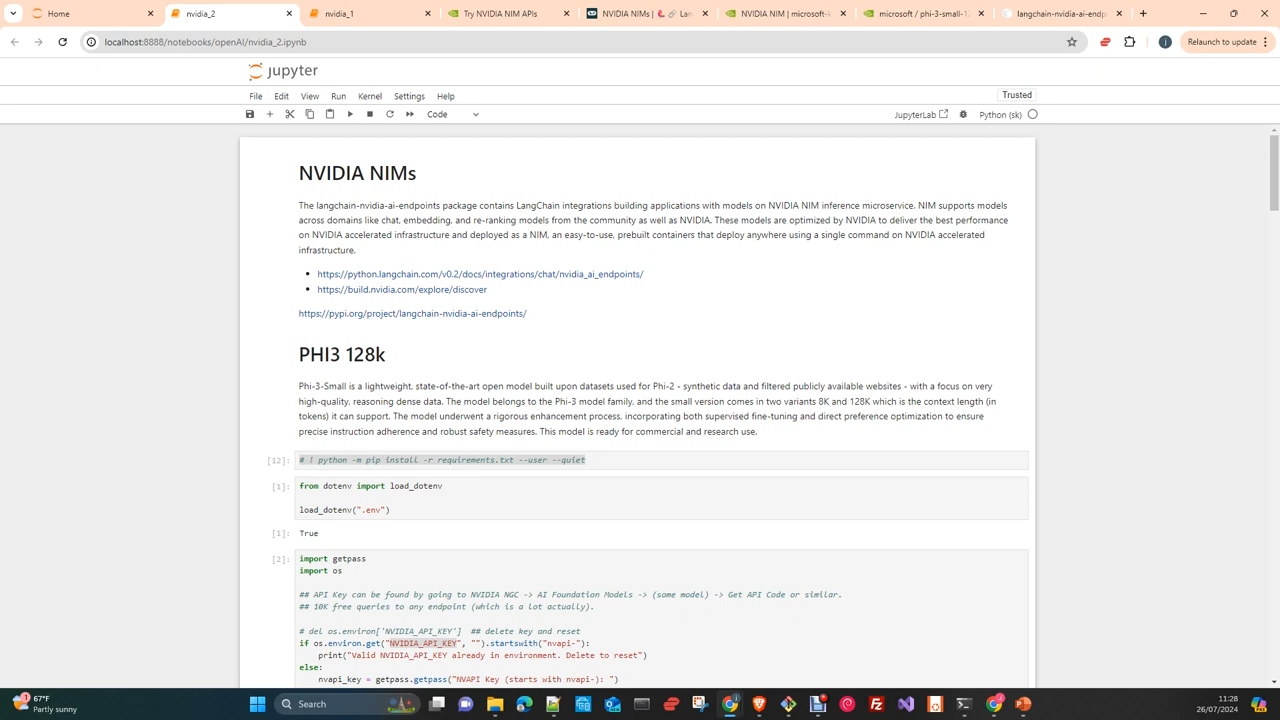 Home
nvidia_2
nvidia_1
Try NVIDIA NIM APIs
NVIDIA NIMs | 🦜️🔗 Lan
NVIDIA NIM | microsoft-
microsoft / phi-3-small-12
langchain-nvidia-ai-endp
localhost:8888/notebooks/openAI/nvidia_2.ipynb
i
Relaunch to update
jupyter
File Edit View Run Kernel Settings Help
Trusted
Code
JupyterLab
Python (sk)
NVIDIA NIMs
The langchain-nvidia-ai-endpoints package contains LangChain integrations building applications with models on NVIDIA NIM inference microservice. NIM supports models
across domains like chat, embedding, and re-ranking models from the community as well as NVIDIA. These models are optimized by NVIDIA to deliver the best performance
on NVIDIA accelerated infrastructure and deployed as a NIM, an easy-to-use, prebuilt containers that deploy anywhere using a single command on NVIDIA accelerated
infrastructure.
• https://python.langchain.com/v0.2/docs/integrations/chat/nvidia_ai_endpoints/
• https://build.nvidia.com/explore/discover
https://pypi.org/project/langchain-nvidia-ai-endpoints/
PHI3 128k
Phi-3-Small is a lightweight, state-of-the-art open model built upon datasets used for Phi-2 - synthetic data and filtered publicly available websites - with a focus on very
high-quality, reasoning dense data. The model belongs to the Phi-3 model family, and the small version comes in two variants 8K and 128K which is the context length (in
tokens) it can support. The model underwent a rigorous enhancement process, incorporating both supervised fine-tuning and direct preference optimization to ensure
precise instruction adherence and robust safety measures. This model is ready for commercial and research use.
[12]: # ! python -m pip install -r requirements.txt --user --quiet
[1]: from dotenv import load_dotenv
load_dotenv(".env")
[1]: True
[2]: import getpass
import os
## API Key can be found by going to NVIDIA NGC -> AI Foundation Models -> (some model) -> Get API Code or similar.
## 10K free queries to any endpoint (which is a lot actually).
# del os.environ['NVIDIA_API_KEY']  ## delete key and reset
if os.environ.get("NVIDIA_API_KEY", "").startswith("nvapi-"):
print("Valid NVIDIA_API_KEY already in environment. Delete to reset")
else:
nvapi_key = getpass.getpass("NVAPI Key (starts with nvapi-): ")
67°F
Partly sunny
Search
11:28
26/07/2024